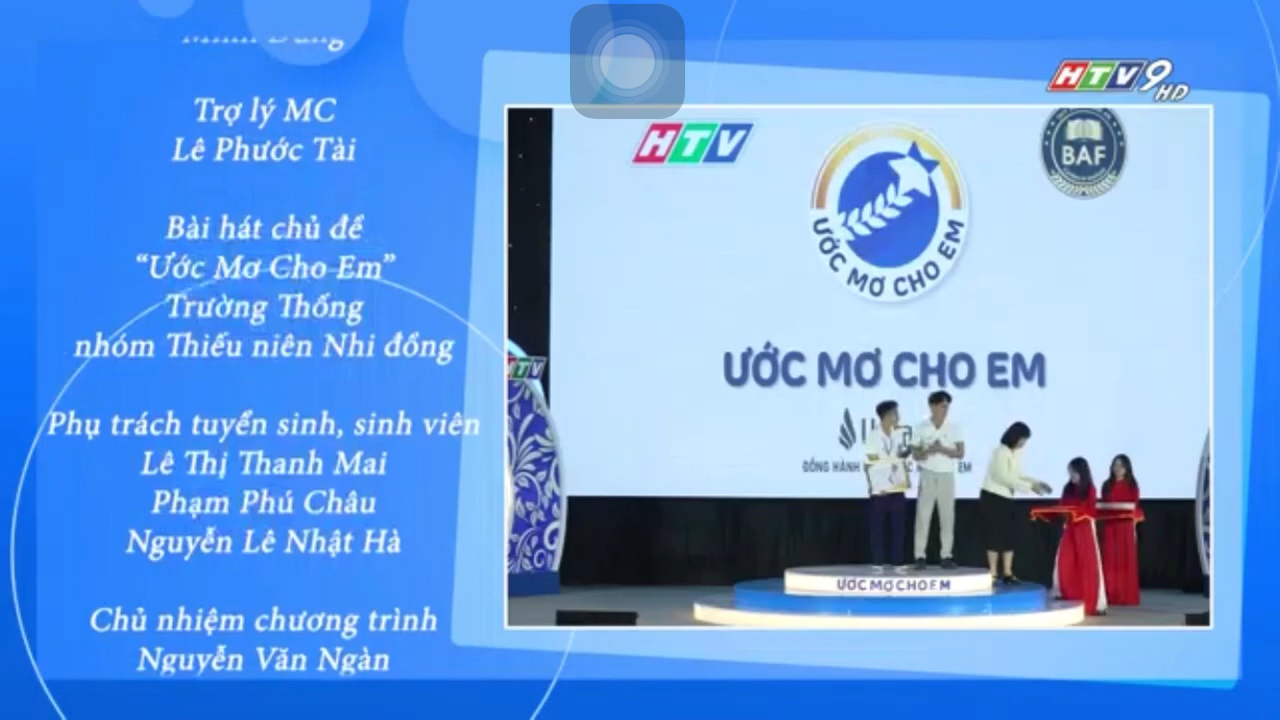 Trợ lý MC
Lê Phước Tài
Bài hát chủ đề
“Ước Mơ Cho Em”
Trường Thống
nhóm Thiếu niên Nhi đồng
Phụ trách tuyển sinh, sinh viên
Lê Thị Thanh Mai
Phạm Phú Châu
Nguyễn Lê Nhật Hà
Chủ nhiệm chương trình
Nguyễn Văn Ngàn
HTV9
HD
HTV
BAF
ƯỚC MƠ CHO EM
ƯỚC MƠ CHO EM
ĐỒNG HÀNH
EM
HTV
ƯỚC MƠ CHO EM